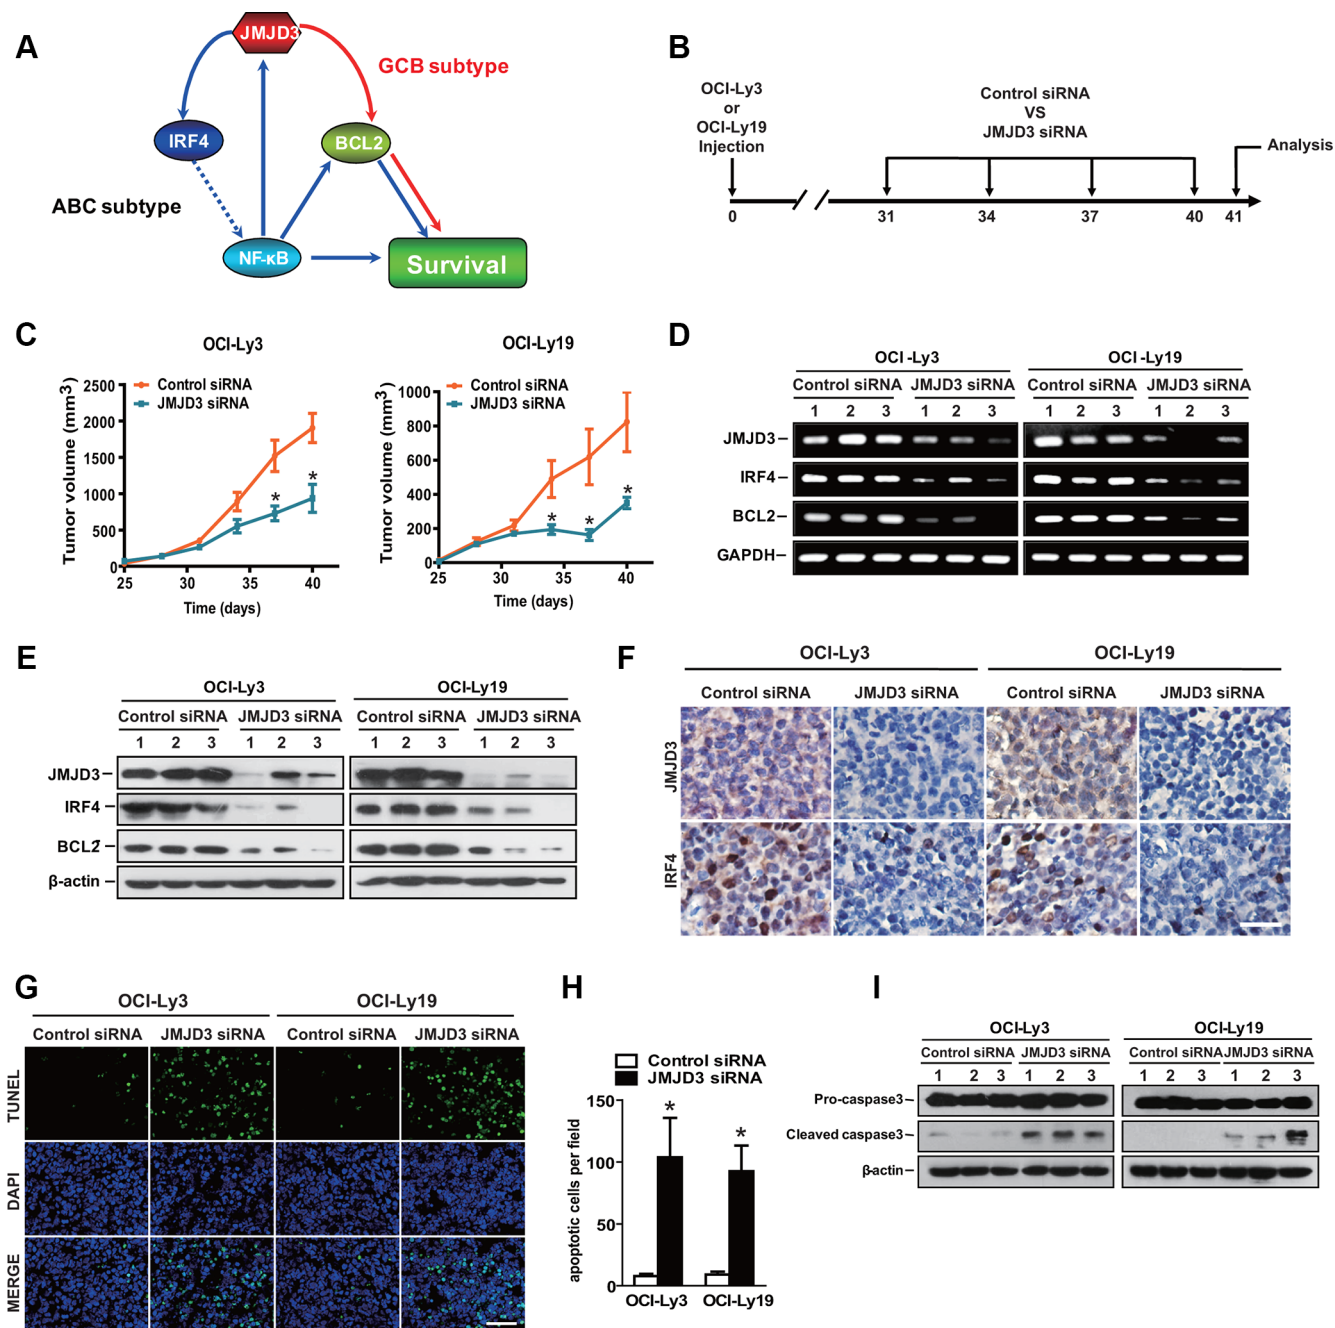 A
JMJD3
GCB subtype
IRF4
BCL2
ABC subtype
NF-κB
Survival
B
OCI-Ly3
or
OCI-Ly19
Injection
Control siRNA
VS
JMJD3 siRNA
Analysis
0 31 34 37 40 41
C
OCI-Ly3
Control siRNA
JMJD3 siRNA
Tumor volume (mm3)
2500
2000
1500
1000
500
0
25 30 35 40
Time (days)
* *
OCI-Ly19
Control siRNA
JMJD3 siRNA
Tumor volume (mm3)
1000
800
600
400
200
0
25 30 35 40
Time (days)
* * *
D
OCI-Ly3 OCI-Ly19
Control siRNA JMJD3 siRNA Control siRNA JMJD3 siRNA
1 2 3 1 2 3 1 2 3 1 2 3
JMJD3
IRF4
BCL2
GAPDH
E
OCI-Ly3 OCI-Ly19
Control siRNA JMJD3 siRNA Control siRNA JMJD3 siRNA
1 2 3 1 2 3 1 2 3 1 2 3
JMJD3
IRF4
BCL2
β-actin
F
OCI-Ly3 OCI-Ly19
Control siRNA JMJD3 siRNA Control siRNA JMJD3 siRNA
JMJD3
IRF4
G
OCI-Ly3 OCI-Ly19
Control siRNA JMJD3 siRNA Control siRNA JMJD3 siRNA
TUNEL
DAPI
MERGE
H
Control siRNA
JMJD3 siRNA
apoptotic cells per field
150
100
50
0
* *
OCI-Ly3 OCI-Ly19
I
OCI-Ly3 OCI-Ly19
Control siRNA JMJD3 siRNA Control siRNA JMJD3 siRNA
1 2 3 1 2 3 1 2 3 1 2 3
Pro-caspase3
Cleaved caspase3
β-actin